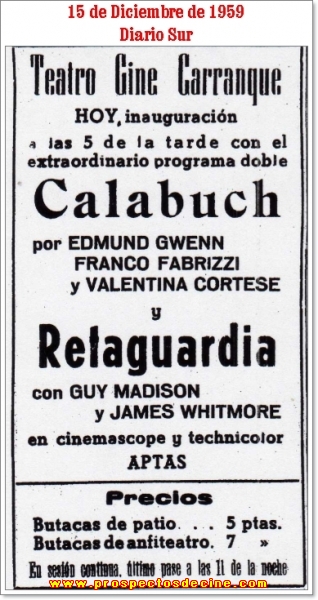 15 de Diciembre de 1959
Diario Sur
Teatro Cine Carranque
HOY, inauguración
a las 5 de la tarde con el
extraordinario programa doble
Calabuch
por EDMUND GWENN
FRANCO FABRIZZI
y VALENTINA CORTESE
y
Retaguardia
con GUY MADISON
y JAMES WHITMORE
en cinemascope y technicolor
APTAS
Precios
Butacas de patio... 5 ptas.
Butacas de anfiteatro. 7 »
En sesión continua, último pase a las 11 de la noche
www.prospectosdecine.com